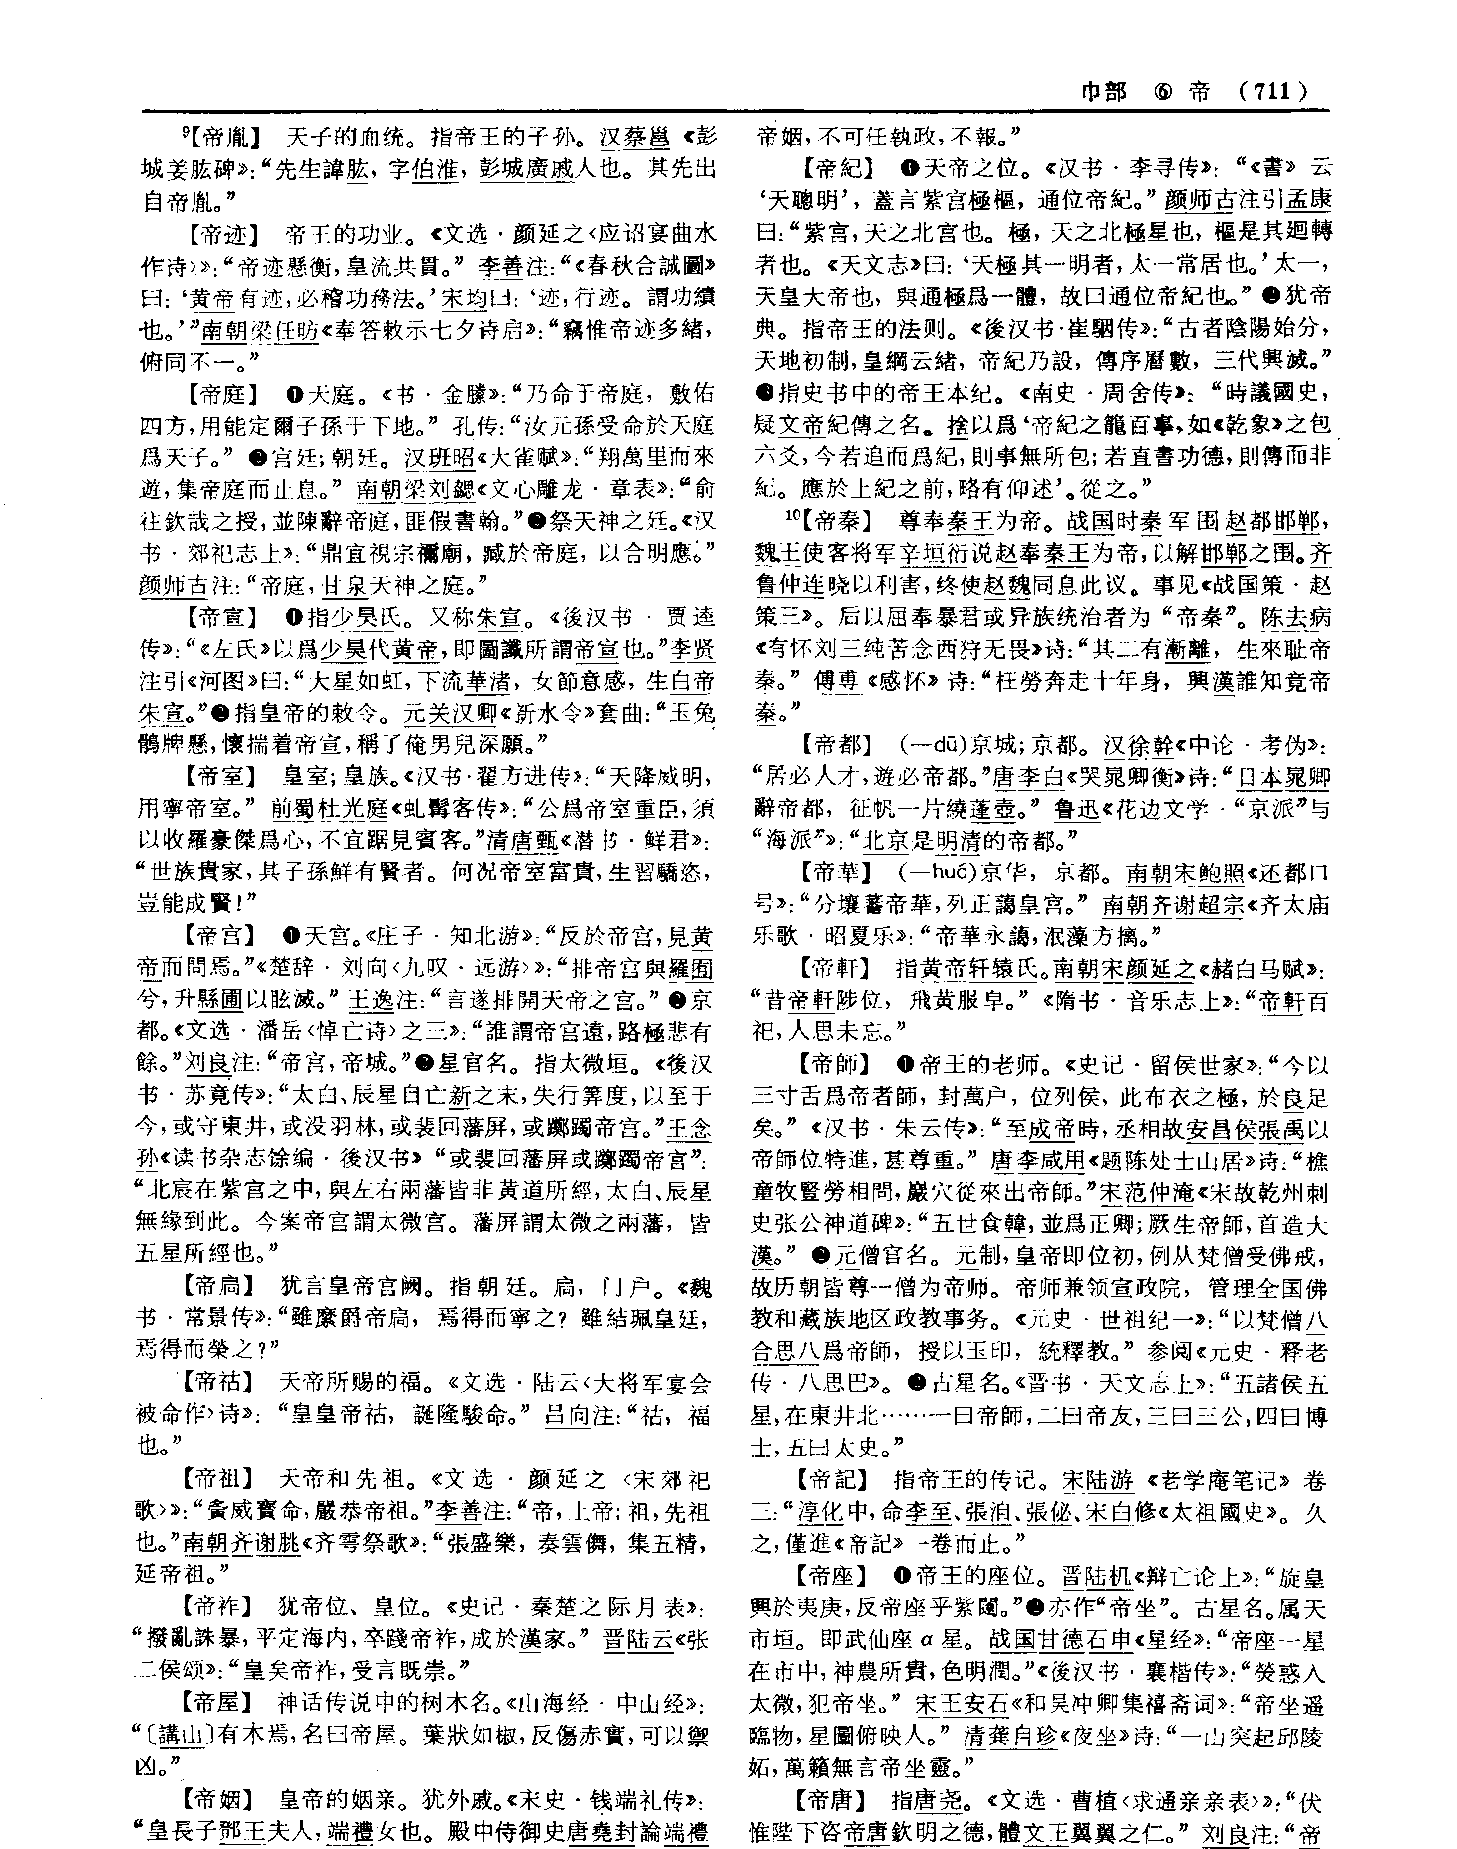 巾部 ⑥ 帝 (711)
⁹【帝胤】 天子的血统。指帝王的子孙。汉蔡邕《彭
城姜肱碑》：“先生諱肱，字伯淮，彭城廣戚人也。其先出
自帝胤。”
【帝迹】 帝王的功业。《文选·颜延之〈应诏宴曲水
作诗〉》：“帝迹懸衡，皇流共貫。”李善注：“《春秋合誠圖》
曰：‘黄帝有迹，必稽功務法。’宋均曰：‘迹，行迹。謂功績
也。’”南朝梁任昉《奉答敕示七夕诗启》：“竊惟帝迹多緒，
俯同不一。”
【帝庭】 ❶天庭。《书·金縢》：“乃命于帝庭，敷佑
四方，用能定爾子孫于下地。”孔传：“汝元孫受命於天庭
爲天子。”❷宫廷；朝廷。汉班昭《大雀赋》：“翔萬里而來
遊，集帝庭而止息。”南朝梁刘勰《文心雕龙·章表》：“俞
往欽哉之授，並陳辭帝庭，匪假書翰。”❸祭天神之廷。《汉
书·郊祀志上》：“鼎宜視宗禰廟，臧於帝庭，以合明應。”
颜师古注：“帝庭，甘泉天神之庭。”
【帝宣】 ❶指少昊氏。又称朱宣。《後汉书·贾逵
传》：“《左氏》以爲少昊代黄帝，即圖讖所謂帝宣也。”李贤
注引《河图》曰：“大星如虹，下流華渚，女節意感，生白帝
朱宣。”❷指皇帝的敕令。元关汉卿《新水令》套曲：“玉兔
鶻牌懸，懷揣着帝宣，稱了俺男兒深願。”
【帝室】 皇室；皇族。《汉书·翟方进传》：“天降威明，
用寧帝室。”前蜀杜光庭《虬髯客传》：“公爲帝室重臣，須
以收羅豪傑爲心，不宜踞見賓客。”清唐甄《潜书·鲜君》：
“世族貴家，其子孫鮮有賢者。何况帝室富貴，生習驕恣，
豈能成賢！”
【帝宫】 ❶天宫。《庄子·知北游》：“反於帝宫，見黄
帝而問焉。”《楚辞·刘向〈九叹·远游〉》：“排帝宫與羅囿
兮，升縣圃以眩滅。”王逸注：“言遂排開天帝之宫。”❷京
都。《文选·潘岳〈悼亡诗〉之三》：“誰謂帝宫遠，路極悲有
餘。”刘良注：“帝宫，帝城。”❸星官名。指太微垣。《後汉
书·苏竟传》：“太白、辰星自亡新之末，失行算度，以至于
今，或守東井，或没羽林，或裴回藩屏，或躑躅帝宫。”王念
孙《读书杂志馀编·後汉书》“或裴回藩屏或躑躅帝宫”：
“北宸在紫宫之中，與左右兩藩皆非黄道所經，太白、辰星
無緣到此。今案帝宫謂太微宫。藩屏謂太微之兩藩，皆
五星所經也。”
【帝扃】 犹言皇帝宫阙。指朝廷。扃，门户。《魏
书·常景传》：“雖縻爵帝扃，焉得而寧之？雖結珮皇廷，
焉得而榮之？”
【帝祜】 天帝所赐的福。《文选·陆云〈大将军宴会
被命作〉诗》：“皇皇帝祜，誕隆駿命。”吕向注：“祜，福
也。”
【帝祖】 天帝和先祖。《文选·颜延之〈宋郊祀
歌〉》：“夤威寶命，嚴恭帝祖。”李善注：“帝，上帝；祖，先祖
也。”南朝齐谢朓《齐雩祭歌》：“張盛樂，奏雲儛，集五精，
延帝祖。”
【帝祚】 犹帝位、皇位。《史记·秦楚之际月表》：
“撥亂誅暴，平定海内，卒踐帝祚，成於漢家。”晋陆云《张
二侯颂》：“皇矣帝祚，受言既崇。”
【帝屋】 神话传说中的树木名。《山海经·中山经》：
“〔講山〕有木焉，名曰帝屋。葉狀如椒，反傷赤實，可以禦
凶。”
【帝姻】 皇帝的姻亲。犹外戚。《宋史·钱端礼传》：
“皇長子鄧王夫人，端禮女也。殿中侍御史唐堯封論端禮
帝姻，不可任執政，不報。”
【帝紀】 ❶天帝之位。《汉书·李寻传》：“《書》云
‘天聰明’，蓋言紫宫極樞，通位帝紀。”颜师古注引孟康
曰：“紫宫，天之北宫也。極，天之北極星也，樞是其廻轉
者也。《天文志》曰：‘天極其一明者，太一常居也。’太一，
天皇大帝也，與通極爲一體，故曰通位帝紀也。”❷犹帝
典。指帝王的法则。《後汉书·崔駰传》：“古者陰陽始分，
天地初制，皇綱云緒，帝紀乃設，傳序曆數，三代興滅。”
❸指史书中的帝王本纪。《南史·周舍传》：“時議國史，
疑文帝紀傳之名。捨以爲‘帝紀之籠百事，如《乾象》之包
六爻，今若追而爲紀，則事無所包；若直書功德，則傳而非
紀。應於上紀之前，略有仰述’。從之。”
¹⁰【帝秦】 尊奉秦王为帝。战国时秦军围赵都邯郸，
魏王使客将军辛垣衍说赵奉秦王为帝，以解邯郸之围。齐
鲁仲连晓以利害，终使赵魏同息此议。事见《战国策·赵
策三》。后以屈奉暴君或异族统治者为“帝秦”。陈去病
《有怀刘三纯苦念西狩无畏》诗：“其二有漸離，生來耻帝
秦。”傅尃《感怀》诗：“枉勞奔走十年身，興漢誰知竟帝
秦。”
【帝都】 (—dū)京城；京都。汉徐幹《中论·考伪》：
“居必人才，遊必帝都。”唐李白《哭晁卿衡》诗：“日本晁卿
辭帝都，征帆一片繞蓬壺。”鲁迅《花边文学·“京派”与
“海派”》：“北京是明清的帝都。”
【帝華】 (—huá)京华，京都。南朝宋鲍照《还都口
号》：“分壤蕃帝華，列正藹皇宫。”南朝齐谢超宗《齐太庙
乐歌·昭夏乐》：“帝華永藹，泯藻方摛。”
【帝軒】 指黄帝轩辕氏。南朝宋颜延之《赭白马赋》：
“昔帝軒陟位，飛黄服皁。”《隋书·音乐志上》：“帝軒百
祀，人思未忘。”
【帝師】 ❶帝王的老师。《史记·留侯世家》：“今以
三寸舌爲帝者師，封萬户，位列侯，此布衣之極，於良足
矣。”《汉书·朱云传》：“至成帝時，丞相故安昌侯張禹以
帝師位特進，甚尊重。”唐李咸用《题陈处士山居》诗：“樵
童牧豎勞相問，巖穴從來出帝師。”宋范仲淹《宋故乾州刺
史张公神道碑》：“五世食韓，並爲正卿；厥生帝師，首造大
漢。”❷元僧官名。元制，皇帝即位初，例从梵僧受佛戒，
故历朝皆尊一僧为帝师。帝师兼领宣政院，管理全国佛
教和藏族地区政教事务。《元史·世祖纪一》：“以梵僧八
合思八爲帝師，授以玉印，統釋教。”参阅《元史·释老
传·八思巴》。❸古星名。《晋书·天文志上》：“五諸侯五
星，在東井北……一曰帝師，二曰帝友，三曰三公，四曰博
士，五曰太史。”
【帝記】 指帝王的传记。宋陆游《老学庵笔记》卷
三：“淳化中，命李至、張洎、張佖、宋白修《太祖國史》。久
之，僅進《帝記》一卷而止。”
【帝座】 ❶帝王的座位。晋陆机《辩亡论上》：“旋皇
輿於夷庚，反帝座乎紫闥。”❷亦作“帝坐”。古星名。属天
市垣。即武仙座α星。战国甘德石申《星经》：“帝座一星
在市中，神農所貴，色明潤。”《後汉书·襄楷传》：“熒惑入
太微，犯帝坐。”宋王安石《和吴冲卿集禧斋词》：“帝坐遥
臨物，星圖俯映人。”清龚自珍《夜坐》诗：“一山突起邱陵
妬，萬籟無言帝坐靈。”
【帝唐】 指唐尧。《文选·曹植〈求通亲亲表〉》：“伏
惟陛下咨帝唐欽明之德，體文王翼翼之仁。”刘良注：“帝